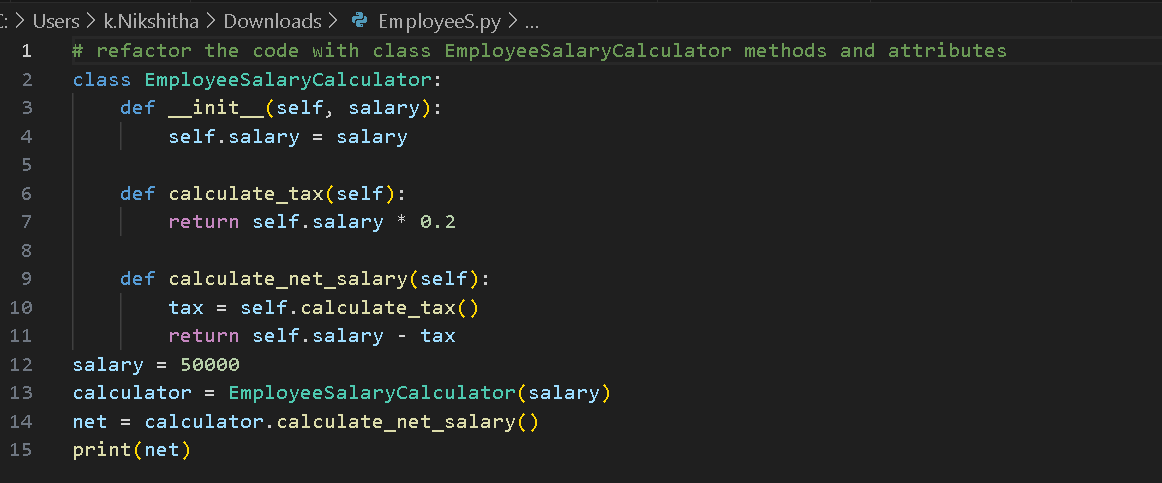 C: > Users > k.Nikshitha > Downloads > EmployeeS.py > ...
1 # refactor the code with class EmployeeSalaryCalculator methods and attributes
2 class EmployeeSalaryCalculator:
3     def __init__(self, salary):
4         self.salary = salary
5
6     def calculate_tax(self):
7         return self.salary * 0.2
8
9     def calculate_net_salary(self):
10         tax = self.calculate_tax()
11         return self.salary - tax
12 salary = 50000
13 calculator = EmployeeSalaryCalculator(salary)
14 net = calculator.calculate_net_salary()
15 print(net)